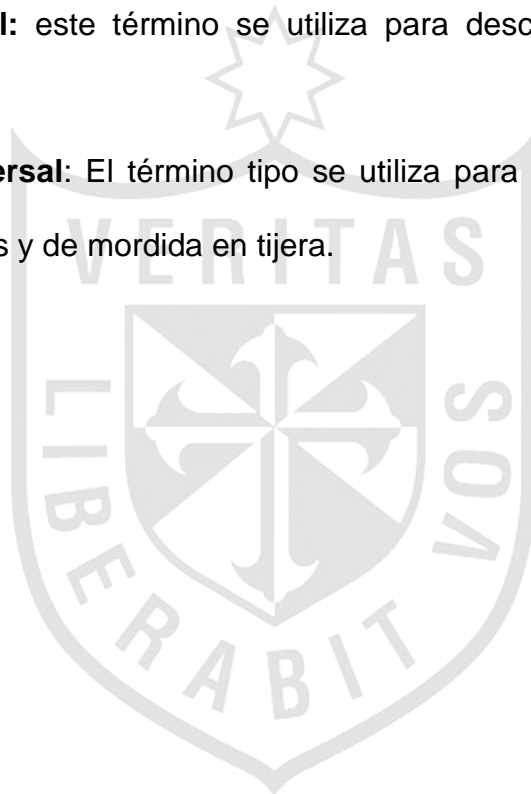 l: este término se utiliza para desc
ersal: El término tipo se utiliza para
s y de mordida en tijera.
VERITAS
LIBERABIT VOS